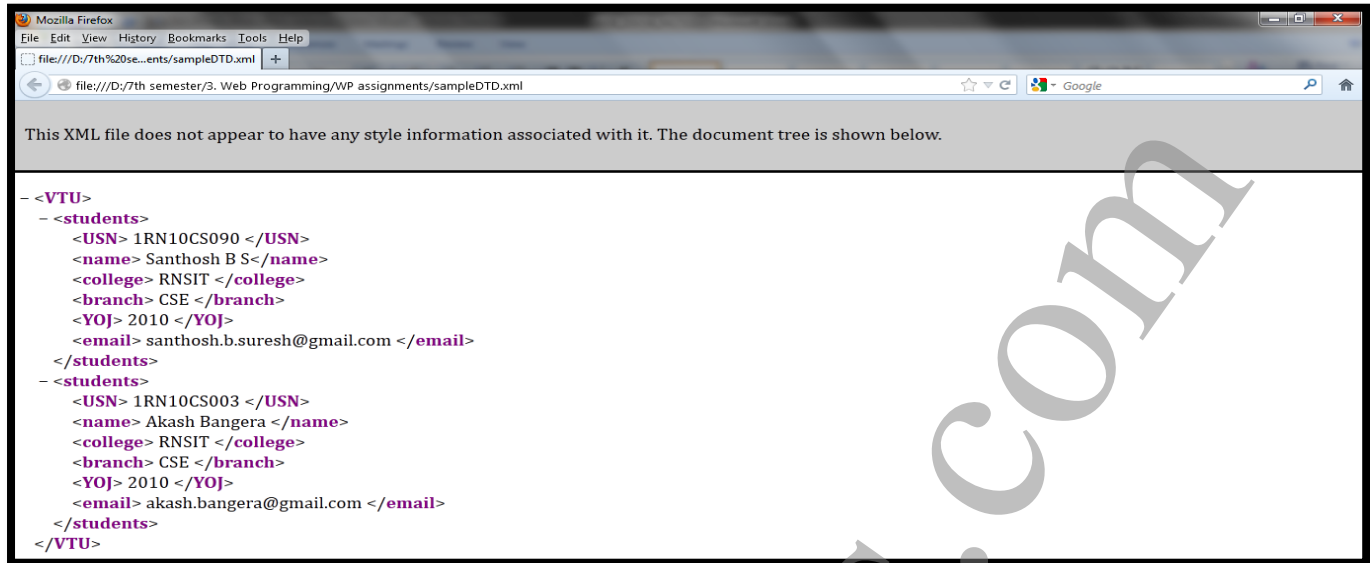 Mozilla Firefox
File Edit View History Bookmarks Tools Help
file:///D:/7th%20se...ents/sampleDTD.xml +
file:///D:/7th semester/3. Web Programming/WP assignments/sampleDTD.xml Google
This XML file does not appear to have any style information associated with it. The document tree is shown below.
– <VTU>
– <students>
<USN> 1RN10CS090 </USN>
<name> Santhosh B S</name>
<college> RNSIT </college>
<branch> CSE </branch>
<YOJ> 2010 </YOJ>
<email> santhosh.b.suresh@gmail.com </email>
</students>
– <students>
<USN> 1RN10CS003 </USN>
<name> Akash Bangera </name>
<college> RNSIT </college>
<branch> CSE </branch>
<YOJ> 2010 </YOJ>
<email> akash.bangera@gmail.com </email>
</students>
</VTU>
.com